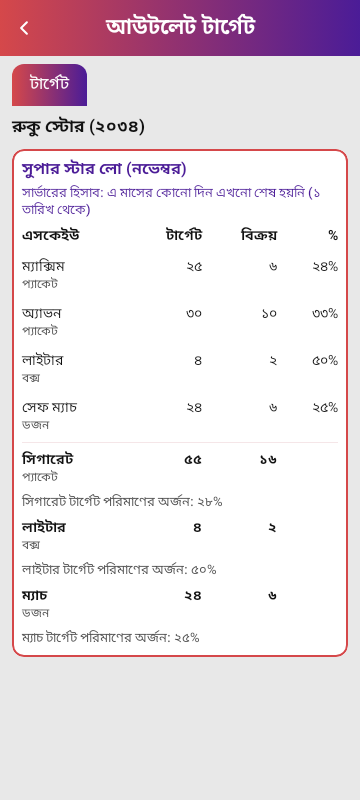 আউটলেট টার্গেট
টার্গেট
রুকু স্টোর (২০৩৪)
সুপার স্টার লো (নভেম্বর)
সার্ভারের হিসাব: এ মাসের কোনো দিন এখনো শেষ হয়নি (১
তারিখ থেকে)
এসকেইউ টার্গেট বিক্রয় %
ম্যাক্সিম ২৫ ৬ ২৪%
প্যাকেট
অ্যাভন ৩০ ১০ ৩৩%
প্যাকেট
লাইটার ৪ ২ ৫০%
বক্স
সেফ ম্যাচ ২৪ ৬ ২৫%
ডজন
সিগারেট ৫৫ ১৬
প্যাকেট
সিগারেট টার্গেট পরিমাণের অর্জন: ২৮%
লাইটার ৪ ২
বক্স
লাইটার টার্গেট পরিমাণের অর্জন: ৫০%
ম্যাচ ২৪ ৬
ডজন
ম্যাচ টার্গেট পরিমাণের অর্জন: ২৫%